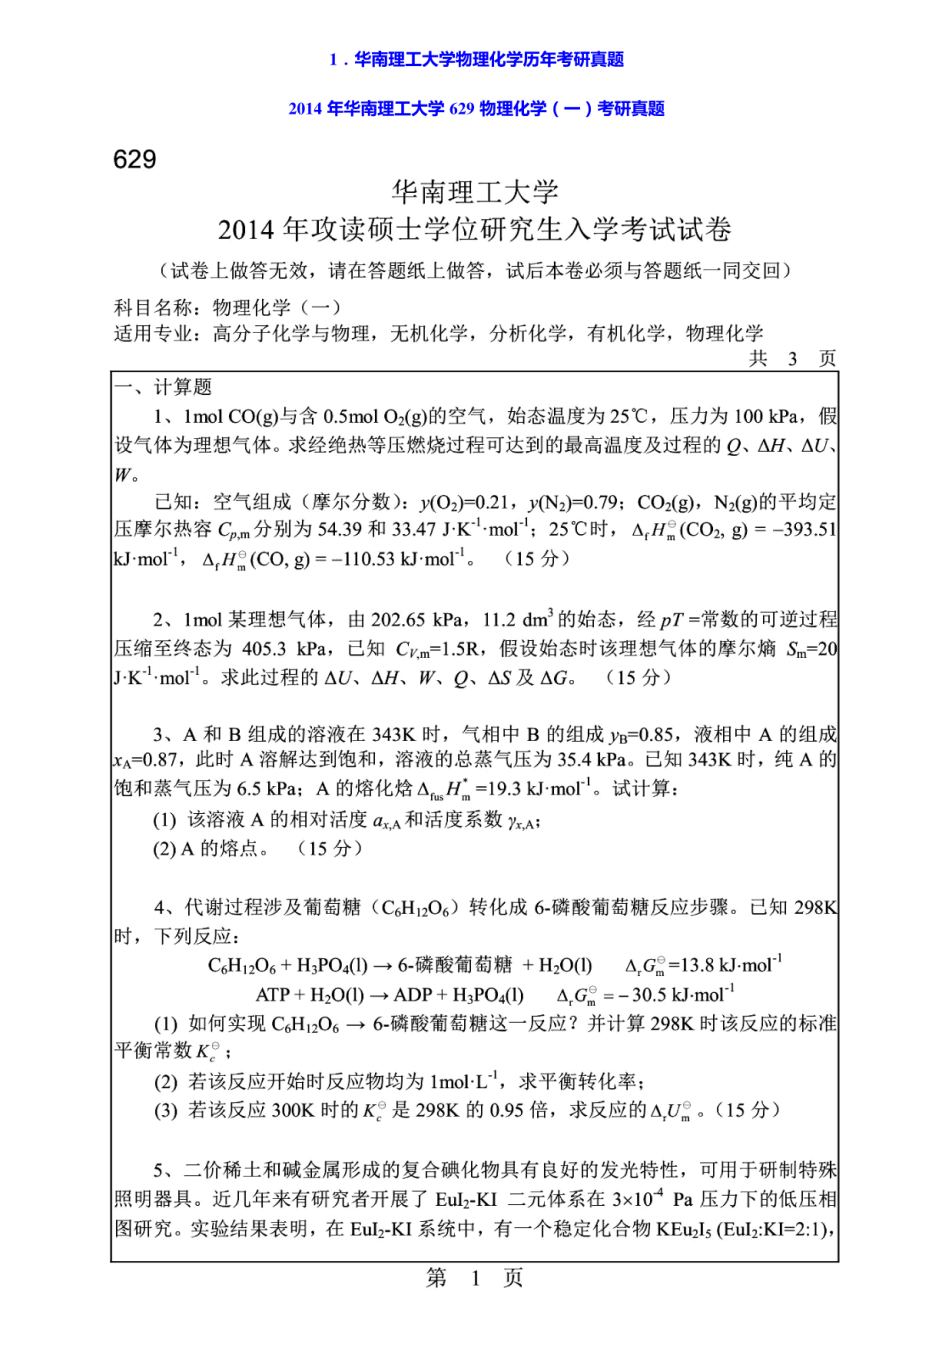 1．华南理工大学物理化学历年考研真题
2014 年华南理工大学 629 物理化学（一）考研真题
629
华南理工大学
2014 年攻读硕士学位研究生入学考试试卷
（试卷上做答无效，请在答题纸上做答，试后本卷必须与答题纸一同交回）
科目名称：物理化学（一）
适用专业：高分子化学与物理，无机化学，分析化学，有机化学，物理化学
共 3 页
一、计算题
1、1mol CO(g)与含 0.5mol O₂(g)的空气，始态温度为 25℃，压力为 100 kPa，假
设气体为理想气体。求经绝热等压燃烧过程可达到的最高温度及过程的 Q、ΔH、ΔU、
W。
已知：空气组成（摩尔分数）：y(O₂)=0.21，y(N₂)=0.79；CO₂(g)，N₂(g)的平均定
压摩尔热容 Cp,m 分别为 54.39 和 33.47 J·K⁻¹·mol⁻¹；25℃时，ΔfHm⊖(CO₂, g) = −393.51
kJ·mol⁻¹，ΔfHm⊖(CO, g) = −110.53 kJ·mol⁻¹。（15 分）
2、1mol 某理想气体，由 202.65 kPa，11.2 dm³ 的始态，经 pT =常数的可逆过程
压缩至终态为 405.3 kPa，已知 CV,m=1.5R，假设始态时该理想气体的摩尔熵 Sm=20
J·K⁻¹·mol⁻¹。求此过程的 ΔU、ΔH、W、Q、ΔS 及 ΔG。（15 分）
3、A 和 B 组成的溶液在 343K 时，气相中 B 的组成 yB=0.85，液相中 A 的组成
xA=0.87，此时 A 溶解达到饱和，溶液的总蒸气压为 35.4 kPa。已知 343K 时，纯 A 的
饱和蒸气压为 6.5 kPa；A 的熔化焓 ΔfusHm* =19.3 kJ·mol⁻¹。试计算：
(1) 该溶液 A 的相对活度 ax,A 和活度系数 γx,A；
(2) A 的熔点。（15 分）
4、代谢过程涉及葡萄糖（C₆H₁₂O₆）转化成 6-磷酸葡萄糖反应步骤。已知 298K
时，下列反应：
C₆H₁₂O₆ + H₃PO₄(l) → 6-磷酸葡萄糖 + H₂O(l) ΔrGm⊖=13.8 kJ·mol⁻¹
ATP + H₂O(l) → ADP + H₃PO₄(l) ΔrGm⊖ = − 30.5 kJ·mol⁻¹
(1) 如何实现 C₆H₁₂O₆ → 6-磷酸葡萄糖这一反应？并计算 298K 时该反应的标准
平衡常数 Kc⊖；
(2) 若该反应开始时反应物均为 1mol·L⁻¹，求平衡转化率；
(3) 若该反应 300K 时的 Kc⊖ 是 298K 的 0.95 倍，求反应的 ΔrUm⊖。（15 分）
5、二价稀土和碱金属形成的复合碘化物具有良好的发光特性，可用于研制特殊
照明器具。近几年来有研究者开展了 EuI₂-KI 二元体系在 3×10⁻⁴ Pa 压力下的低压相
图研究。实验结果表明，在 EuI₂-KI 系统中，有一个稳定化合物 KEu₂I₅ (EuI₂:KI=2:1)，
第 1 页